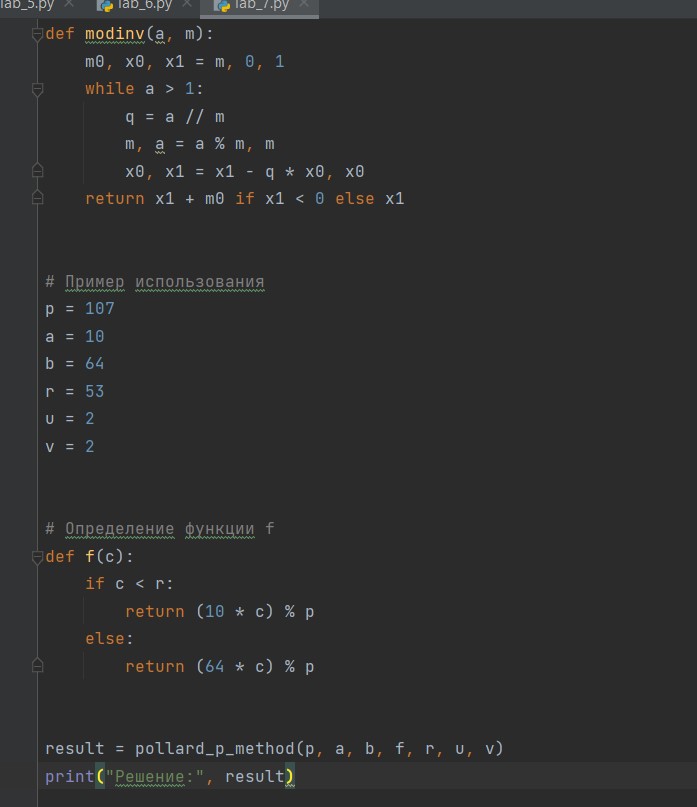 lab_5.py lab_6.py lab_7.py
def modinv(a, m):
    m0, x0, x1 = m, 0, 1
    while a > 1:
        q = a // m
        m, a = a % m, m
        x0, x1 = x1 - q * x0, x0
    return x1 + m0 if x1 < 0 else x1
# Пример использования
p = 107
a = 10
b = 64
r = 53
u = 2
v = 2
# Определение функции f
def f(c):
    if c < r:
        return (10 * c) % p
    else:
        return (64 * c) % p
result = pollard_p_method(p, a, b, f, r, u, v)
print("Решение:", result)